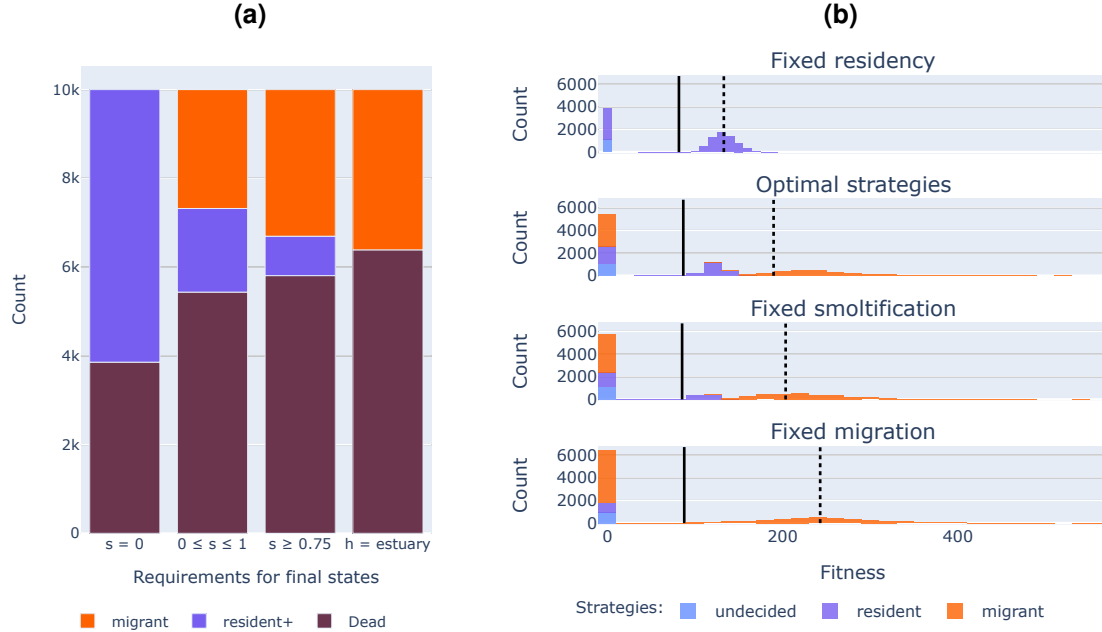 (a)
10k
8k
6k
4k
2k
0
Count
s = 0
0 ≤ s ≤ 1
s ≥ 0.75
h = estuary
Requirements for final states
migrant
resident+
Dead
(b)
Fixed residency
6000
4000
2000
0
Count
Optimal strategies
6000
4000
2000
0
Count
Fixed smoltification
6000
4000
2000
0
Count
Fixed migration
6000
4000
2000
0
Count
0
200
400
Fitness
Strategies:
undecided
resident
migrant